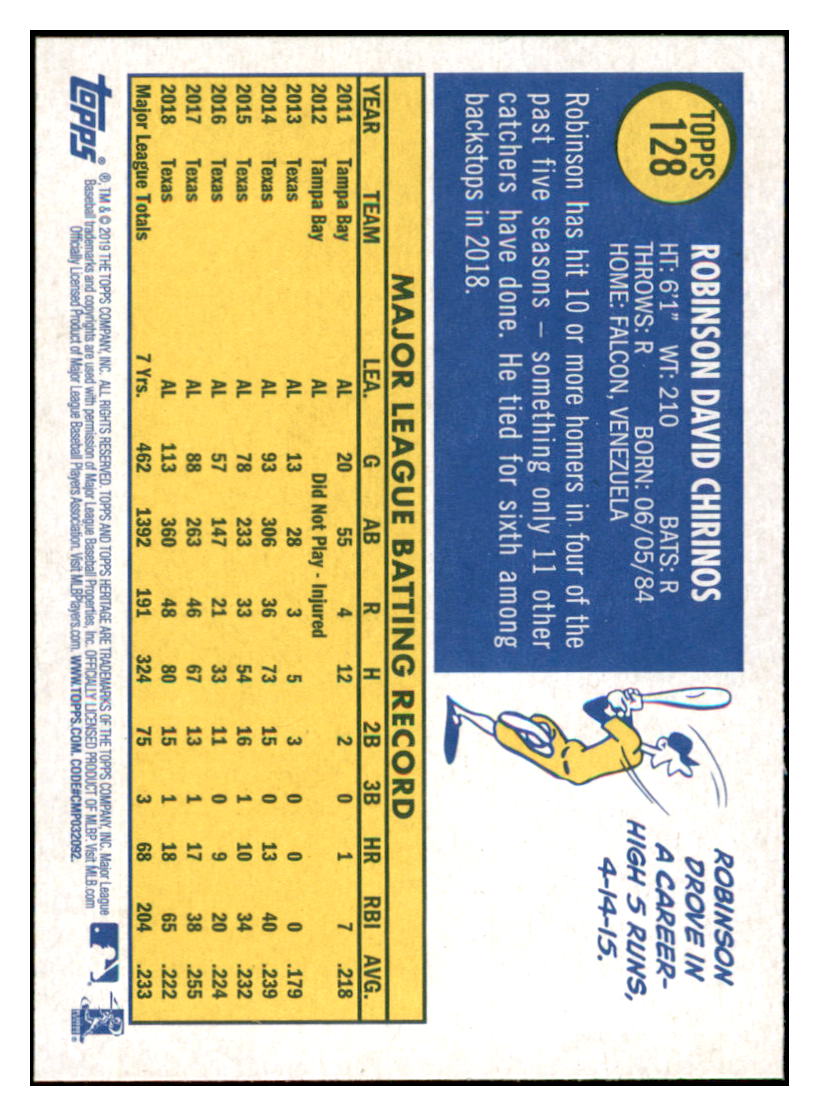 TOPPS
128
ROBINSON DAVID CHIRINOS
HT: 6'1" WT: 210 BATS: R
THROWS: R BORN: 06/05/84
HOME: FALCON, VENEZUELA
Robinson has hit 10 or more homers in four of the
past five seasons – something only 11 other
catchers have done. He tied for sixth among
backstops in 2018.
ROBINSON
DROVE IN
A CAREER-
HIGH 5 RUNS,
4-14-15.
MAJOR LEAGUE BATTING RECORD
YEAR TEAM LEA. G AB R H 2B 3B HR RBI AVG.
2011 Tampa Bay AL 20 55 4 12 2 0 1 7 .218
2012 Tampa Bay AL Did Not Play - Injured
2013 Texas AL 13 28 3 5 3 0 0 0 .179
2014 Texas AL 93 306 36 73 15 0 13 40 .239
2015 Texas AL 78 233 33 54 16 1 10 34 .232
2016 Texas AL 57 147 21 33 11 0 9 20 .224
2017 Texas AL 88 263 46 67 13 1 17 38 .255
2018 Texas AL 113 360 48 80 15 1 18 65 .222
Major League Totals 7 Yrs. 462 1392 191 324 75 3 68 204 .233
topps®
®, TM & © 2019 THE TOPPS COMPANY, INC. ALL RIGHTS RESERVED. TOPPS AND TOPPS HERITAGE ARE TRADEMARKS OF THE TOPPS COMPANY, INC. Major League
Baseball trademarks and copyrights are used with permission of Major League Baseball Properties, Inc. OFFICIALLY LICENSED PRODUCT OF MLBP. Visit MLB.com
Officially Licensed Product of Major League Baseball Players Association. Visit MLBPlayers.com. WWW.TOPPS.COM. CODE#CMP032092.